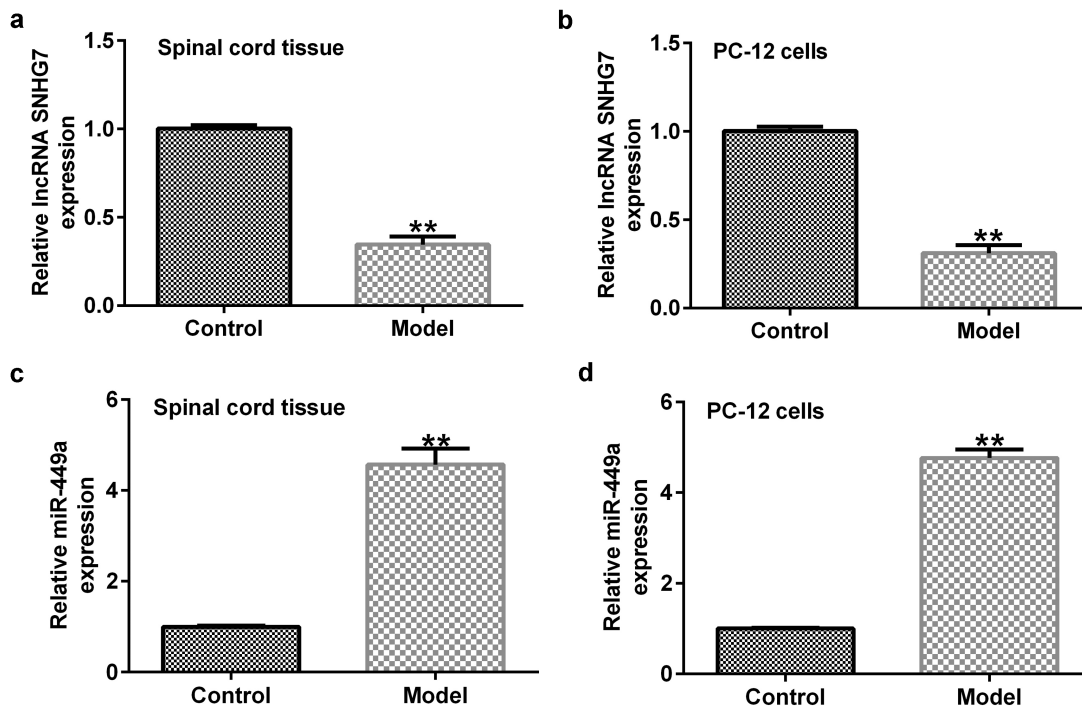 a
Spinal cord tissue
Relative lncRNA SNHG7
expression
1.5
1.0
0.5
0.0
**
Control
Model
b
PC-12 cells
Relative lncRNA SNHG7
expression
1.5
1.0
0.5
0.0
**
Control
Model
c
Spinal cord tissue
Relative miR-449a
expression
6
4
2
0
**
Control
Model
d
PC-12 cells
Relative miR-449a
expression
6
4
2
0
**
Control
Model